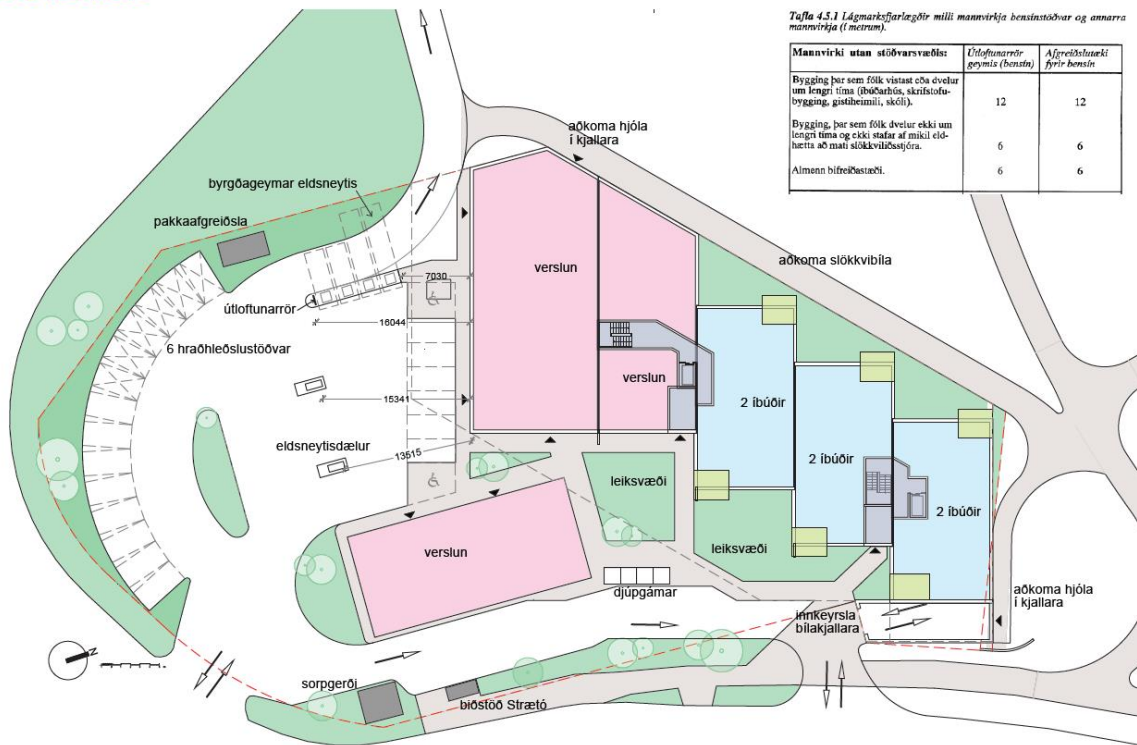 Tafla 4.5.1 Lágmarksfjarlægðir milli mannvirkja bensínstöðvar og annarra
mannvirkja (í metrum).
Mannvirki utan stöðvarsvæðis:
Útloftunarrör
geymis (bensín)
Afgreiðslutæki
fyrir bensín
Bygging þar sem fólk vistast eða dvelur
um lengri tíma (íbúðarhús, skrifstofu-
bygging, gistiheimili, skóli).
12
12
Bygging, þar sem fólk dvelur ekki um
lengri tíma og ekki stafar af mikil eld-
hætta að mati slökkviliðsstjóra.
6
6
Almenn bifreiðastæði.
6
6
aðkoma hjóla
í kjallara
byrgðageymar eldsneytis
pakkaafgreiðsla
verslun
aðkoma slökkvibíla
7030
útloftunarrör
16044
6 hraðhleðslustöðvar
verslun
15341
2 íbúðir
eldsneytisdælur
13515
2 íbúðir
leiksvæði
2 íbúðir
verslun
leiksvæði
djúpgámar
aðkoma hjóla
í kjallara
innkeyrsla
bílakjallara
N
sorpgerði
biðstöð Strætó